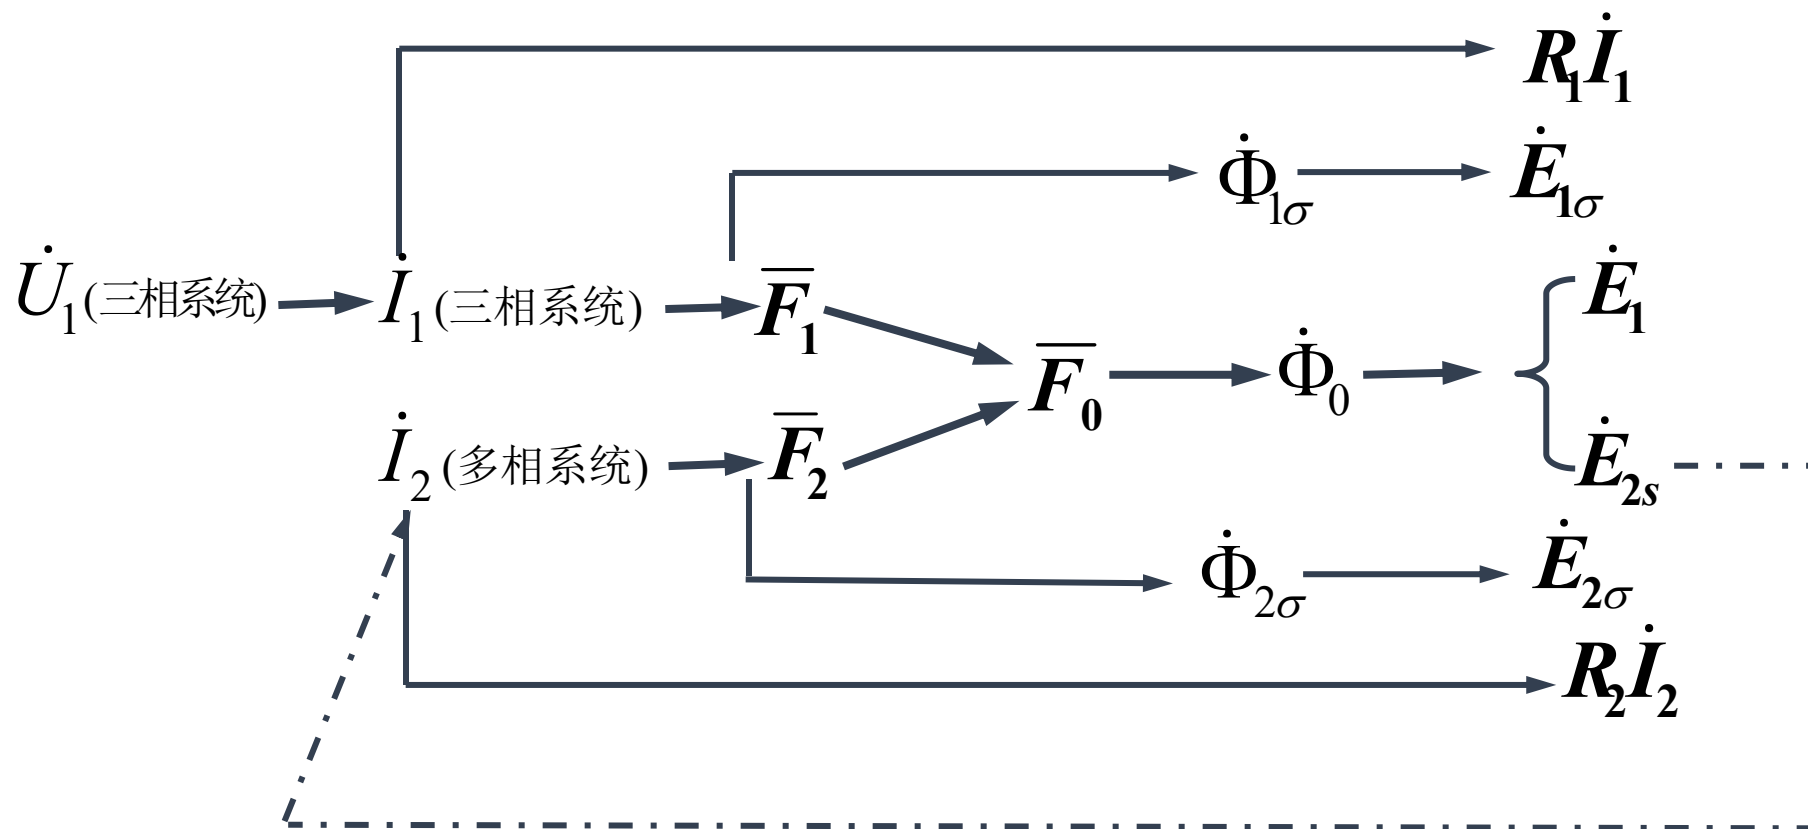 R₁İ₁
Φ̇₁σ Ė₁σ
U̇₁(三相系统) İ₁(三相系统) F̅₁ Ė₁
F̅₀ Φ̇₀
İ₂(多相系统) F̅₂ Ė₂s
Φ̇₂σ Ė₂σ
R₂İ₂